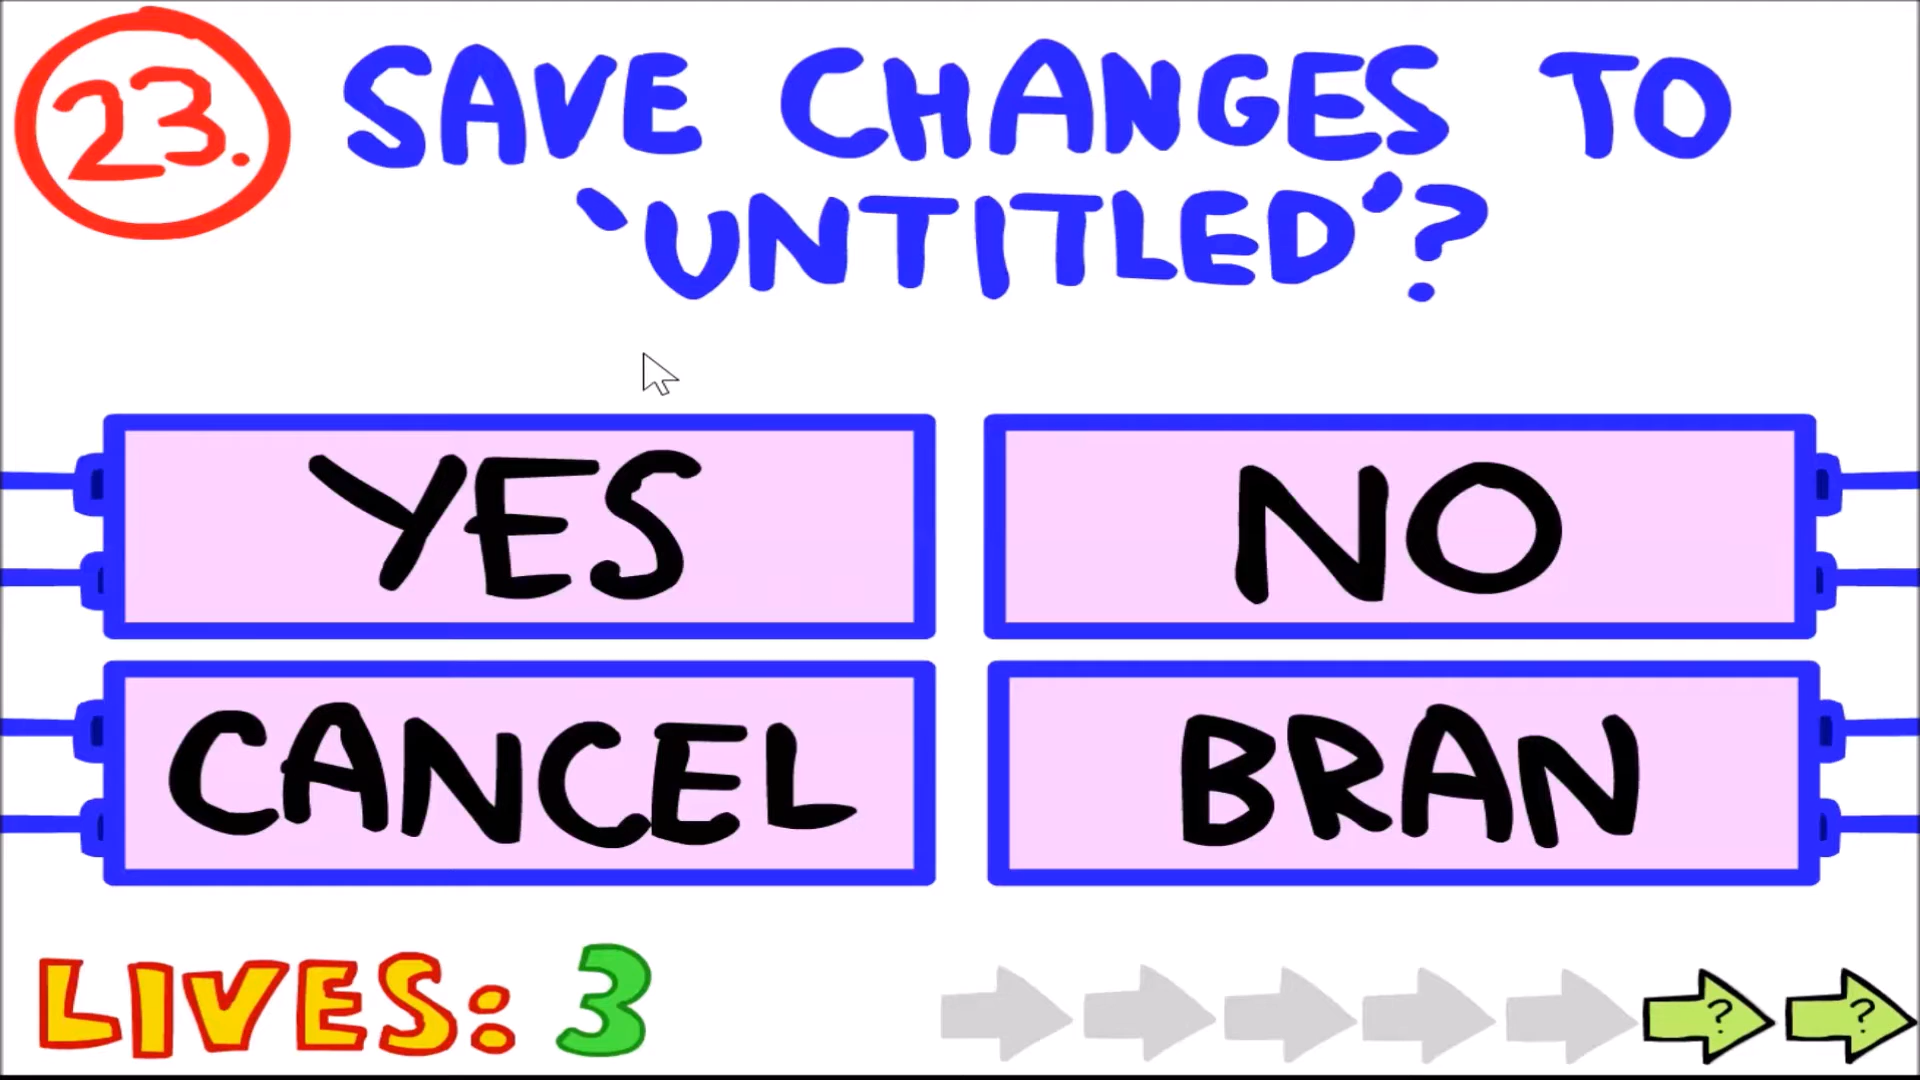 23. SAVE CHANGES TO
'UNTITLED'?
YES NO
CANCEL BRAN
LIVES: 3 ? ?